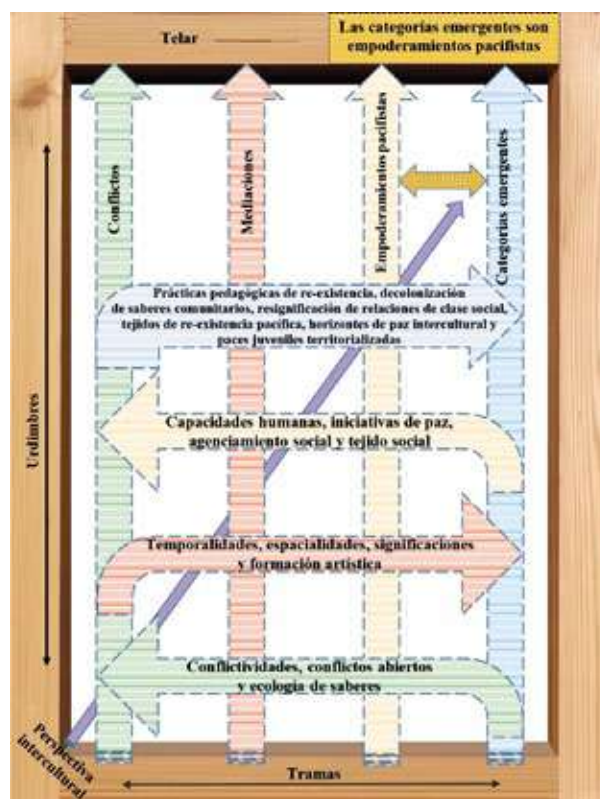 Telar
Las categorías emergentes son
empoderamientos pacifistas
Conflictos
Mediaciones
Empoderamientos pacifistas
Categorías emergentes
Prácticas pedagógicas de re-existencia, decolonización
de saberes comunitarios, resignificación de relaciones de clase social,
tejidos de re-existencia pacífica, horizontes de paz intercultural y
paces juveniles territorializadas
Urdimbres
Capacidades humanas, iniciativas de paz,
agenciamiento social y tejido social
Temporalidades, espacialidades, significaciones
y formación artística
Conflictividades, conflictos abiertos
y ecología de saberes
Perspectiva
intercultural
Tramas